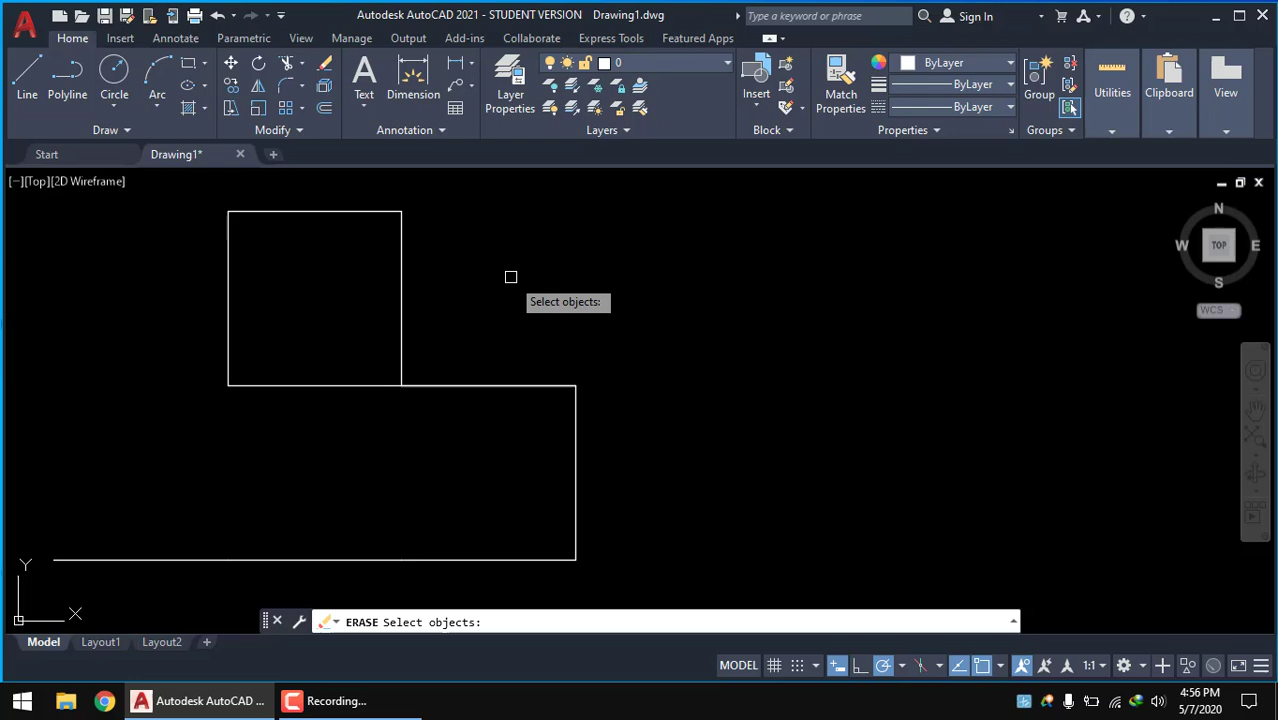 Autodesk AutoCAD 2021 - STUDENT VERSION Drawing1.dwg
Type a keyword or phrase
Sign In
Home Insert Annotate Parametric View Manage Output Add-ins Collaborate Express Tools Featured Apps
Line Polyline Circle Arc
Text Dimension
Layer Properties
0
Insert
Match Properties
ByLayer
ByLayer
ByLayer
Group
Utilities
Clipboard
View
Draw Modify Annotation Layers Block Properties Groups
Start Drawing1*
[−][Top][2D Wireframe]
N
W TOP E
S
WCS
Select objects:
Y
X
ERASE Select objects:
Model Layout1 Layout2
MODEL 1:1
Autodesk AutoCAD ... Recording...
4:56 PM
5/7/2020